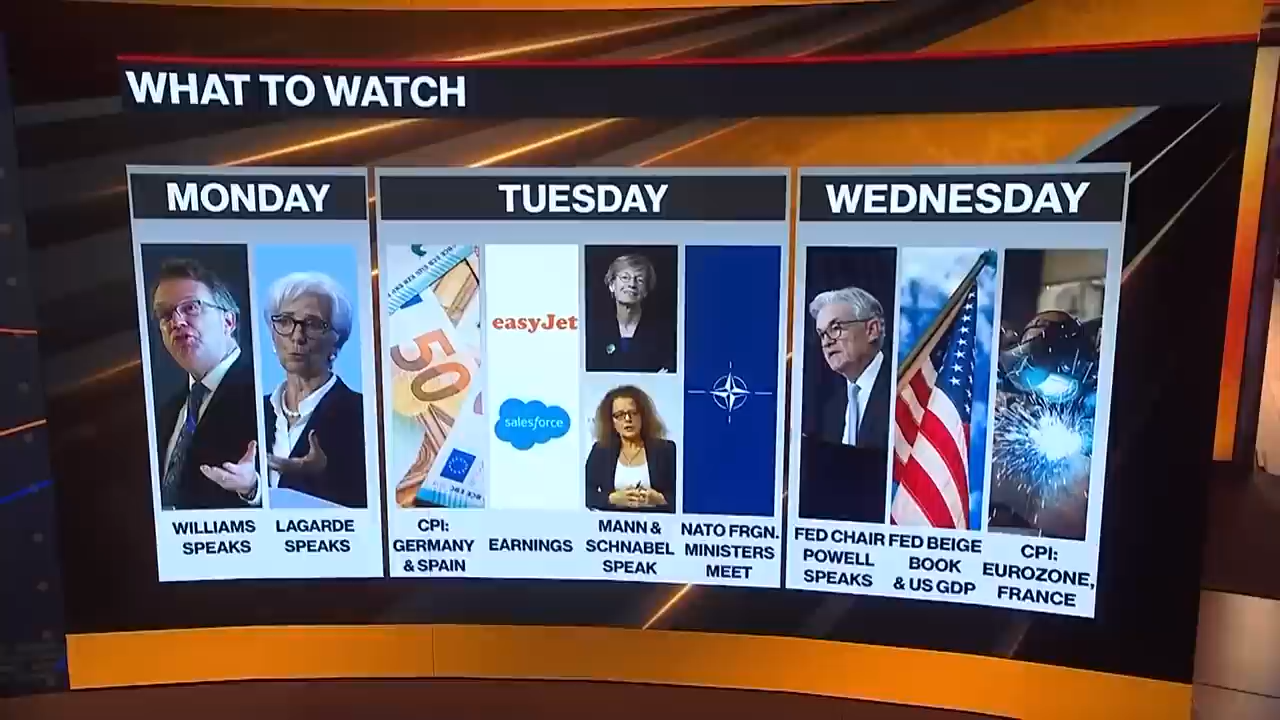 WHAT TO WATCH
MONDAY
WILLIAMS
SPEAKS
LAGARDE
SPEAKS
TUESDAY
50
CPI:
GERMANY
& SPAIN
easyJet
salesforce
EARNINGS
MANN &
SCHNABEL
SPEAK
NATO FRGN.
MINISTERS
MEET
WEDNESDAY
FED CHAIR
POWELL
SPEAKS
FED BEIGE
BOOK
& US GDP
CPI:
EUROZONE,
FRANCE